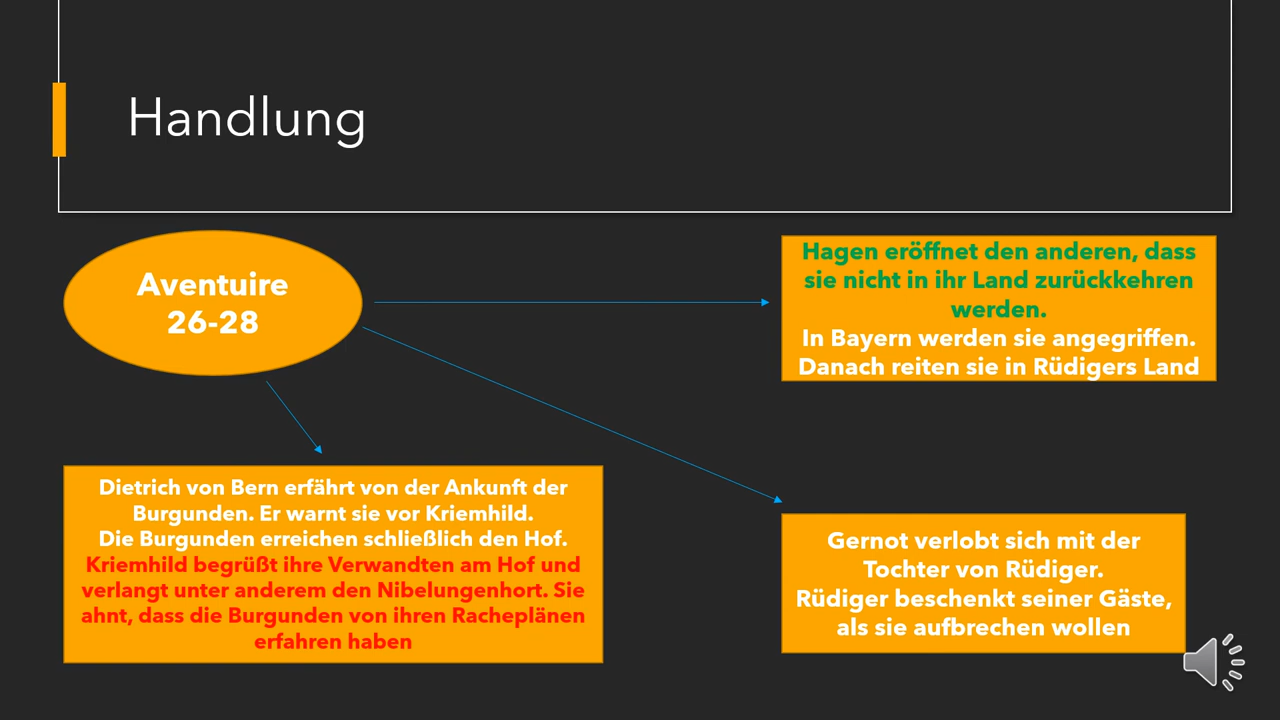 Handlung
Aventuire
26-28
Hagen eröffnet den anderen, dass
sie nicht in ihr Land zurückkehren
werden.
In Bayern werden sie angegriffen.
Danach reiten sie in Rüdigers Land
Dietrich von Bern erfährt von der Ankunft der
Burgunden. Er warnt sie vor Kriemhild.
Die Burgunden erreichen schließlich den Hof.
Kriemhild begrüßt ihre Verwandten am Hof und
verlangt unter anderem den Nibelungenhort. Sie
ahnt, dass die Burgunden von ihren Racheplänen
erfahren haben
Gernot verlobt sich mit der
Tochter von Rüdiger.
Rüdiger beschenkt seiner Gäste,
als sie aufbrechen wollen